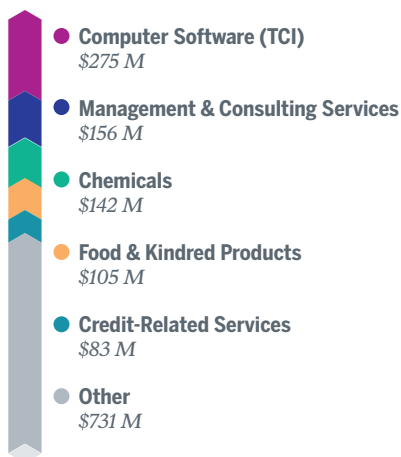 Computer Software (TCI)
$275 M
Management & Consulting Services
$156 M
Chemicals
$142 M
Food & Kindred Products
$105 M
Credit-Related Services
$83 M
Other
$731 M